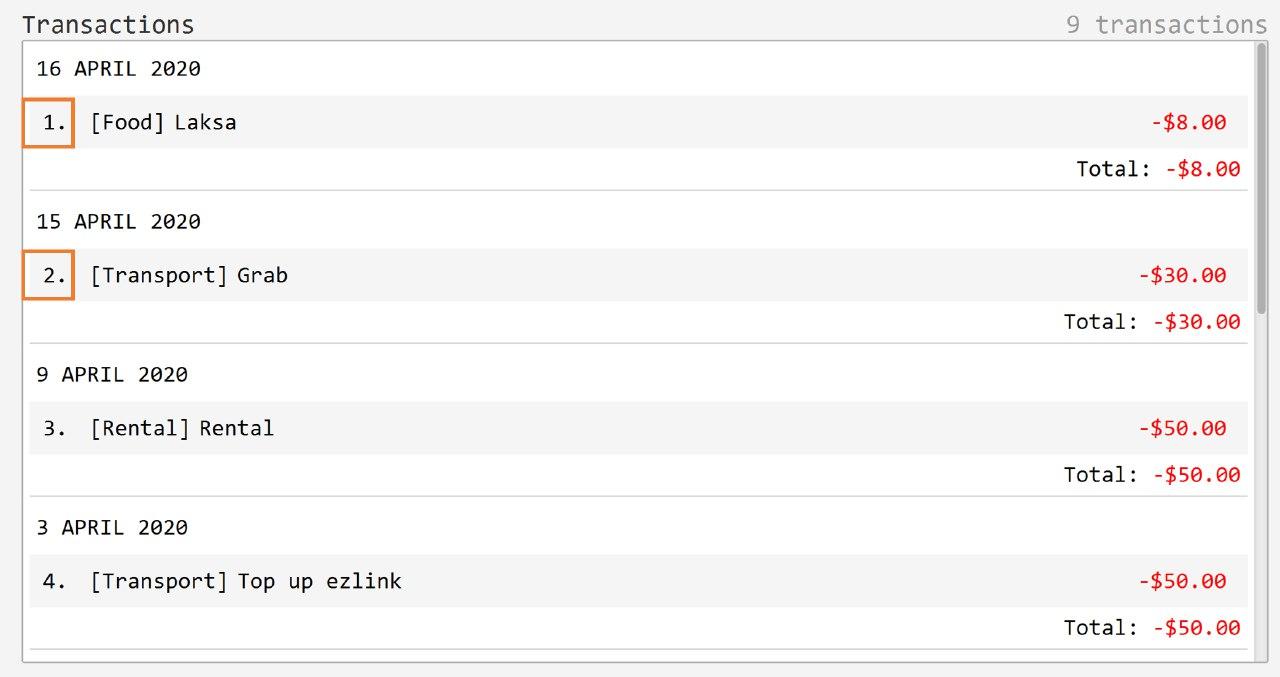 Transactions 9 transactions
16 APRIL 2020
1. [Food] Laksa -$8.00
Total: -$8.00
15 APRIL 2020
2. [Transport] Grab -$30.00
Total: -$30.00
9 APRIL 2020
3. [Rental] Rental -$50.00
Total: -$50.00
3 APRIL 2020
4. [Transport] Top up ezlink -$50.00
Total: -$50.00